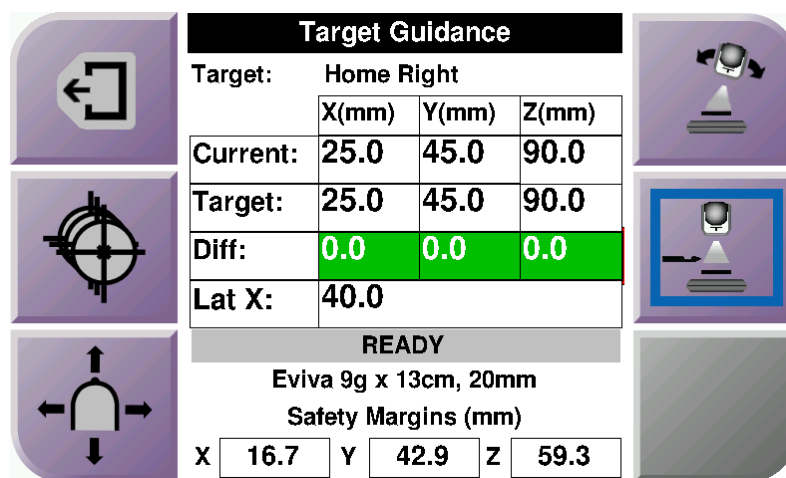 Target Guidance
Target: Home Right
X(mm) Y(mm) Z(mm)
Current: 25.0 45.0 90.0
Target: 25.0 45.0 90.0
Diff: 0.0 0.0 0.0
Lat X: 40.0
READY
Eviva 9g x 13cm, 20mm
Safety Margins (mm)
X 16.7 Y 42.9 Z 59.3